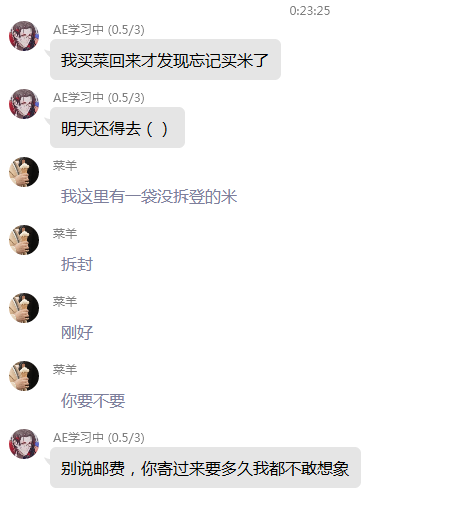 0:23:25
AE学习中 (0.5/3)
我买菜回来才发现忘记买米了
AE学习中 (0.5/3)
明天还得去（）
菜羊
我这里有一袋没拆登的米
菜羊
拆封
菜羊
刚好
菜羊
你要不要
AE学习中 (0.5/3)
别说邮费，你寄过来要多久我都不敢想象